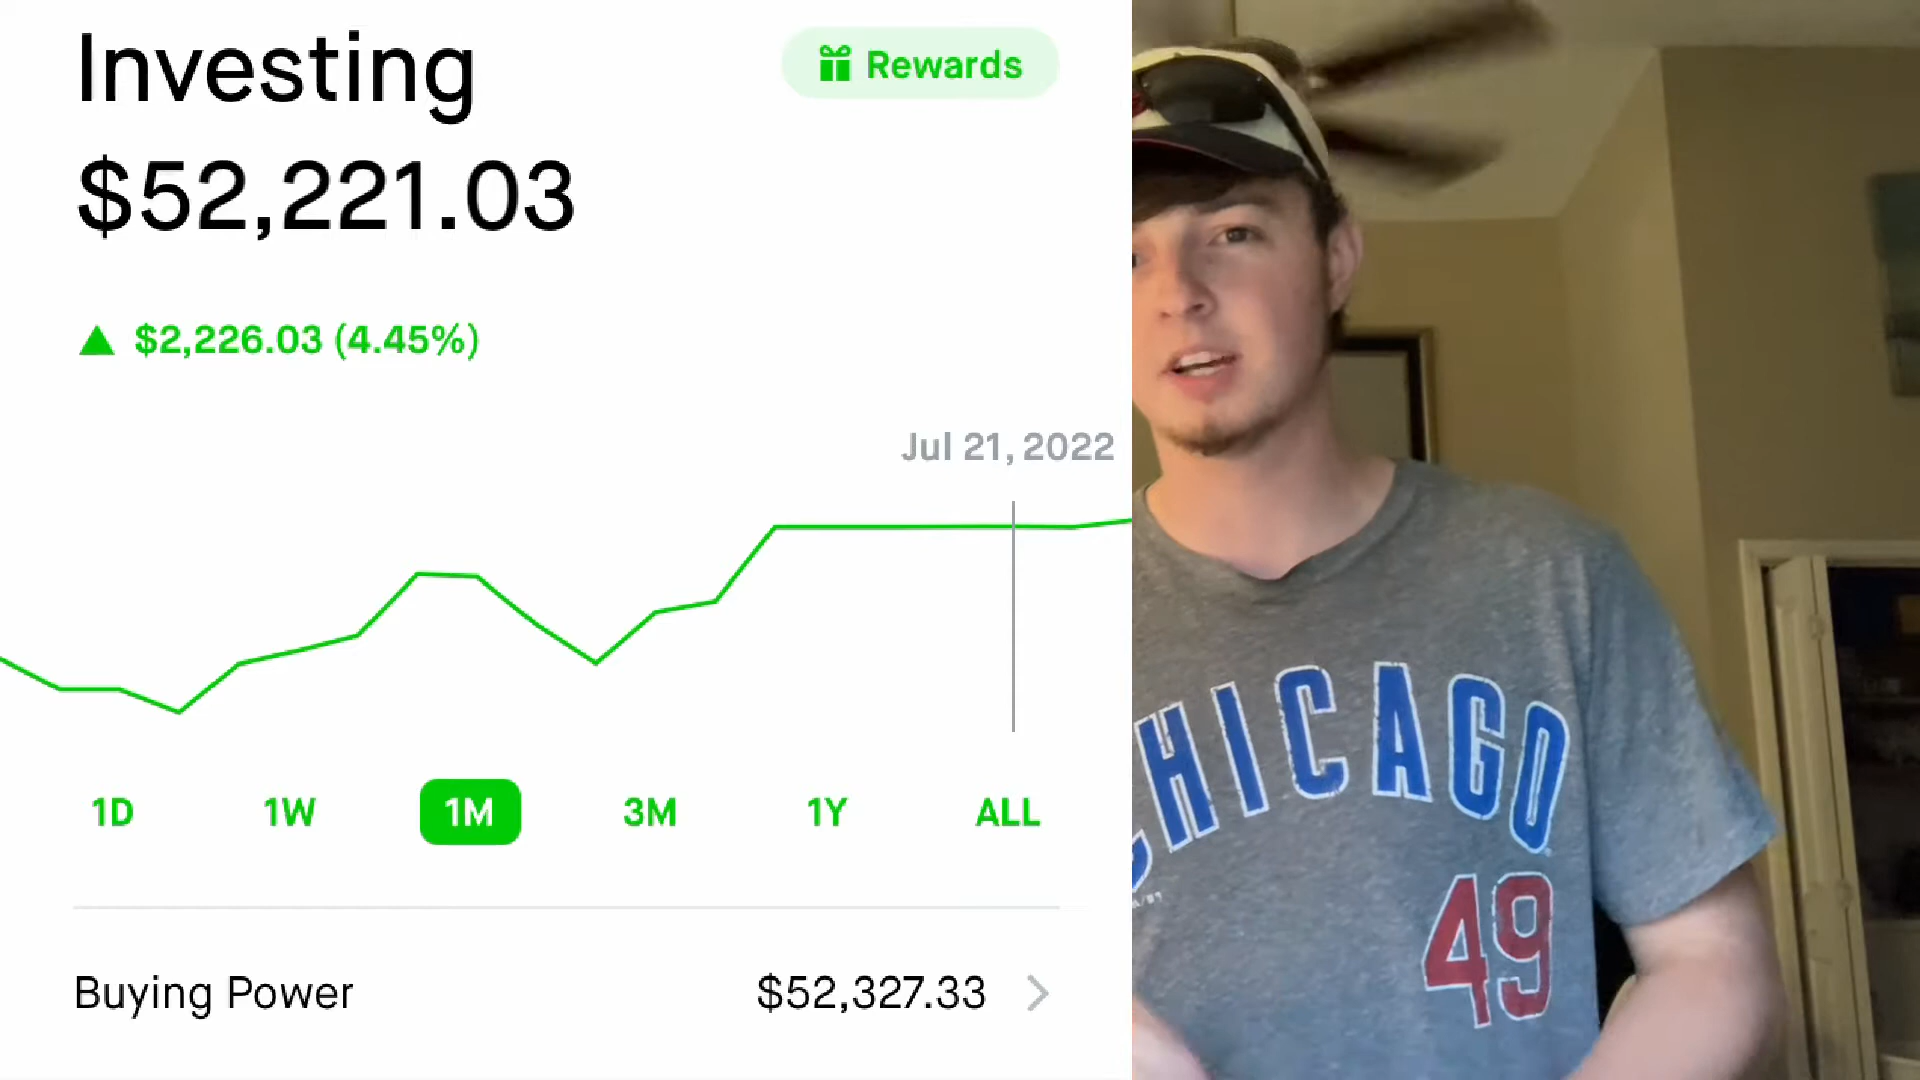 Investing
Rewards
$52,221.03
$2,226.03 (4.45%)
Jul 21, 2022
1D 1W 1M 3M 1Y ALL
Buying Power $52,327.33
CHICAGO
49